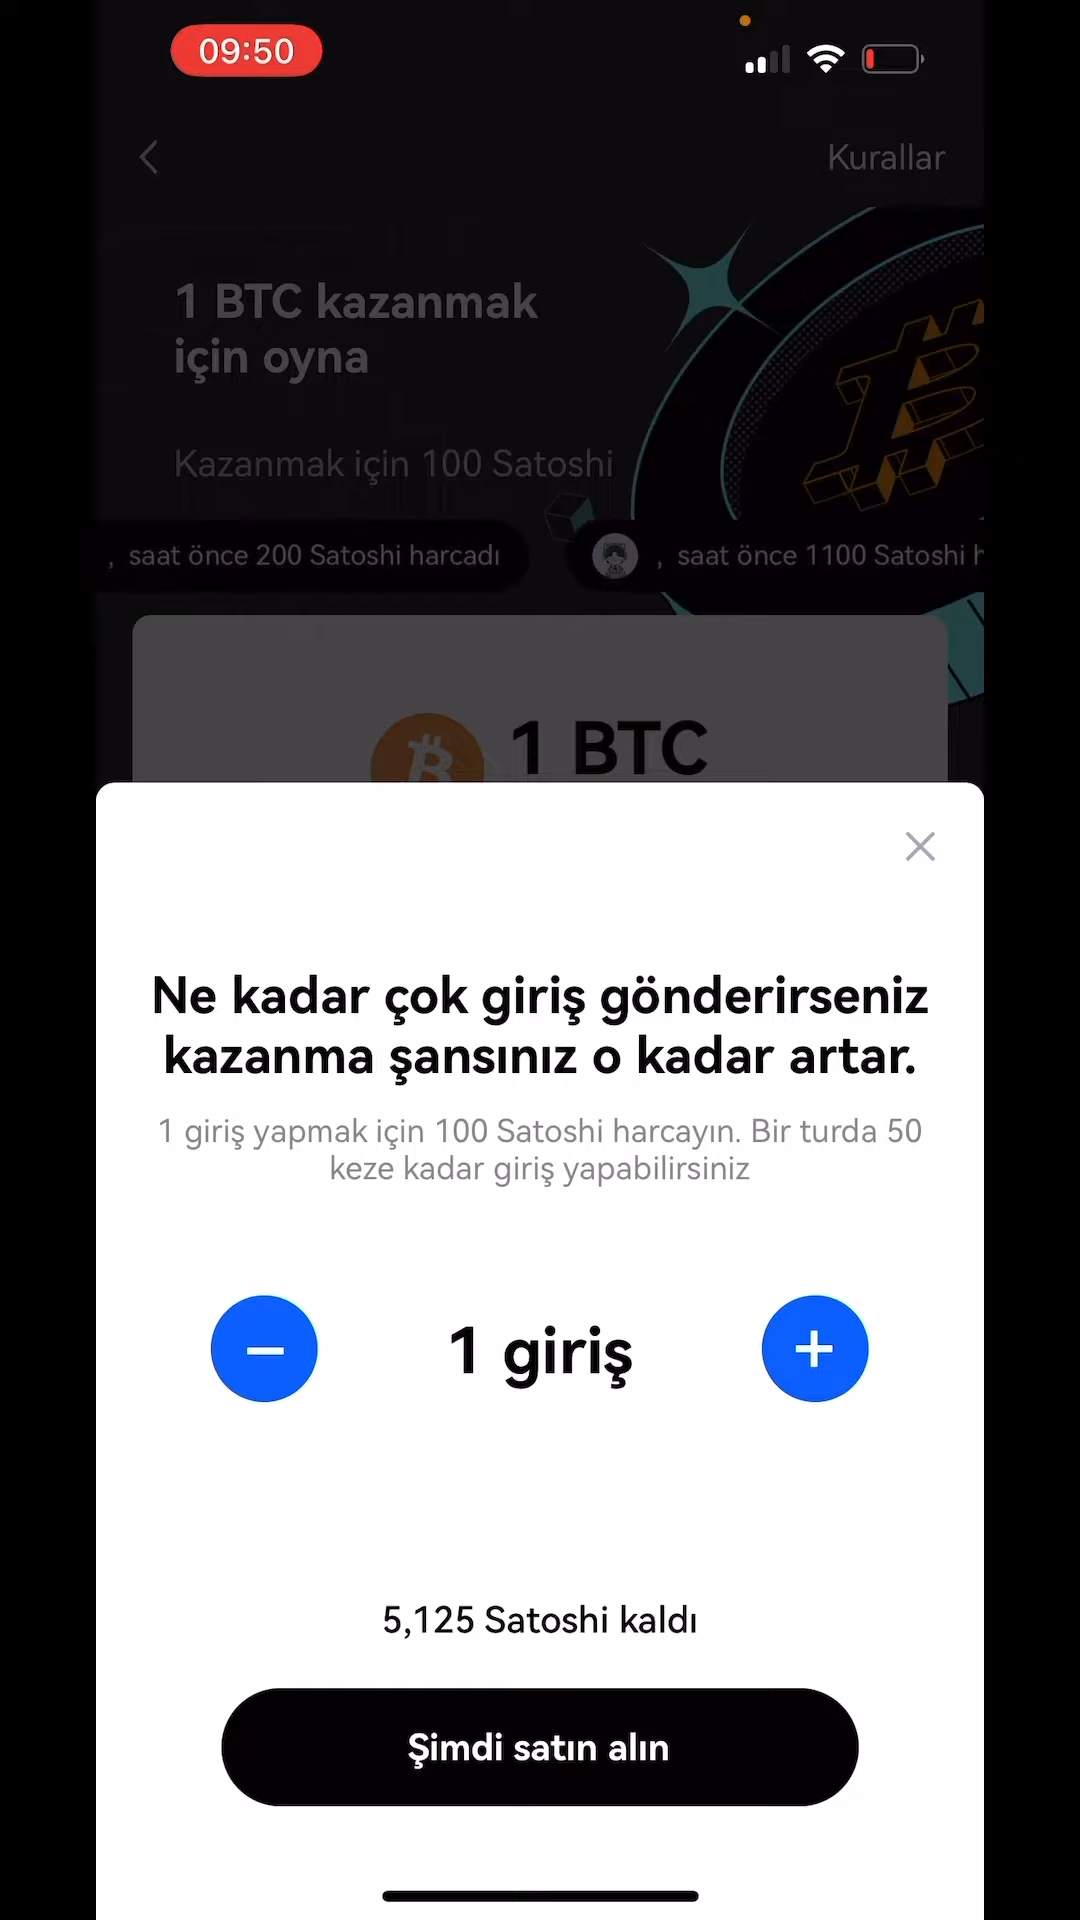 09:50
Kurallar
1 BTC kazanmak
için oyna
Kazanmak için 100 Satoshi
, saat önce 200 Satoshi harcadı
, saat önce 1100 Satoshi
1 BTC
Ne kadar çok giriş gönderirseniz
kazanma şansınız o kadar artar.
1 giriş yapmak için 100 Satoshi harcayın. Bir turda 50
keze kadar giriş yapabilirsiniz
1 giriş
5,125 Satoshi kaldı
Şimdi satın alın